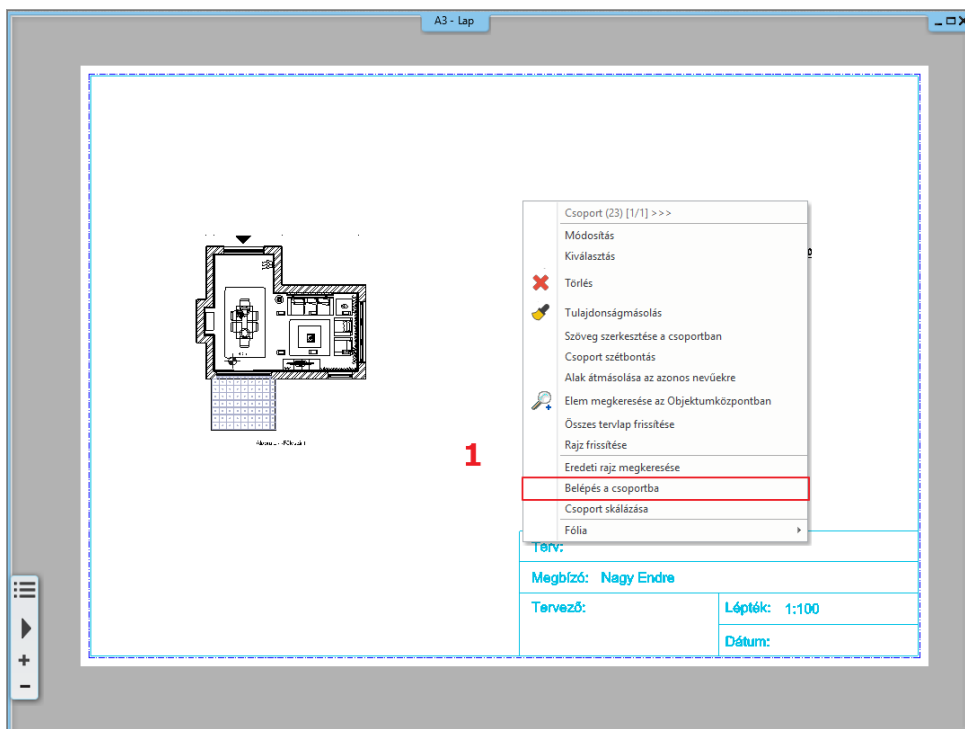 A3 - Lap
Csoport (23) [1/1] >>>
Módosítás
Kiválasztás
Törlés
Tulajdonságmásolás
Szöveg szerkesztése a csoportban
Csoport szétbontás
Alak átmásolása az azonos nevűekre
Elem megkeresése az Objektumközpontban
Összes tervlap frissítése
Rajz frissítése
1
Eredeti rajz megkeresése
Belépés a csoportba
Csoport skálázása
Fólia
Terv:
Megbízó: Nagy Endre
Tervező:
Lépték: 1:100
Dátum: